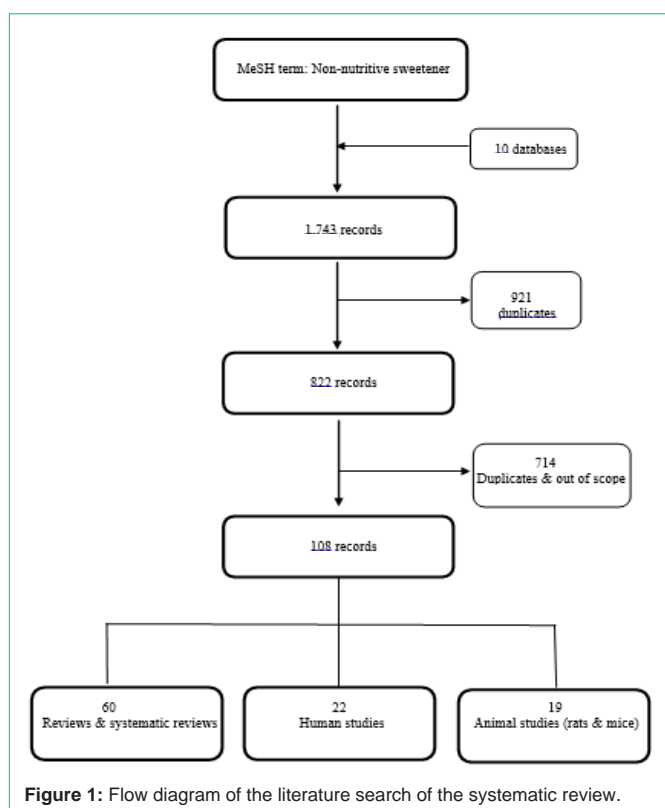 MeSH term: Non-nutritive sweetener
10 databases
1.743 records
921
duplicates
822 records
714
Duplicates & out of scope
108 records
60
Reviews & systematic reviews
22
Human studies
19
Animal studies (rats & mice)
Figure 1: Flow diagram of the literature search of the systematic review.